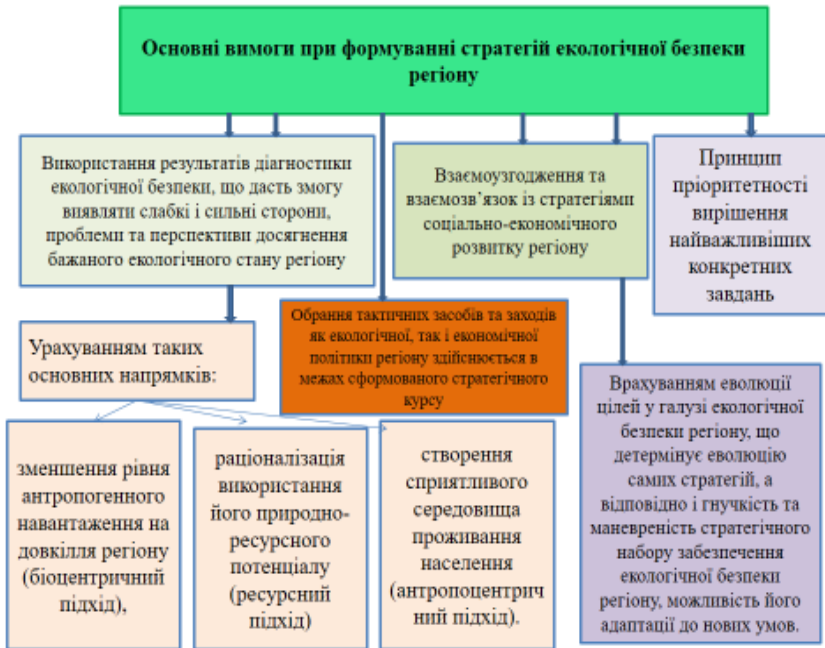 Основні вимоги при формуванні стратегій екологічної безпеки
регіону
Використання результатів діагностики
екологічної безпеки, що дасть змогу
виявляти слабкі і сильні сторони,
проблеми та перспективи досягнення
бажаного екологічного стану регіону
Взаємоузгодження та
взаємозв’язок із стратегіями
соціально-економічного
розвитку регіону
Принцип
пріоритетності
вирішення
найважливіших
конкретних
завдань
Урахуванням таких
основних напрямків:
Обрання тактичних засобів та заходів
як екологічної, так і економічної
політики регіону здійснюється в
межах сформованого стратегічного
курсу
Врахуванням еволюції
цілей у галузі екологічної
безпеки регіону, що
детермінує еволюцію
самих стратегій, а
відповідно і гнучкість та
маневреність стратегічного
набору забезпечення
екологічної безпеки
регіону, можливість його
адаптації до нових умов.
зменшення рівня
антропогенного
навантаження на
довкілля регіону
(біоцентричний
підхід),
раціоналізація
використання
його природно-
ресурсного
потенціалу
(ресурсний
підхід)
створення
сприятливого
середовища
проживання
населення
(антропоцентрич
ний підхід).